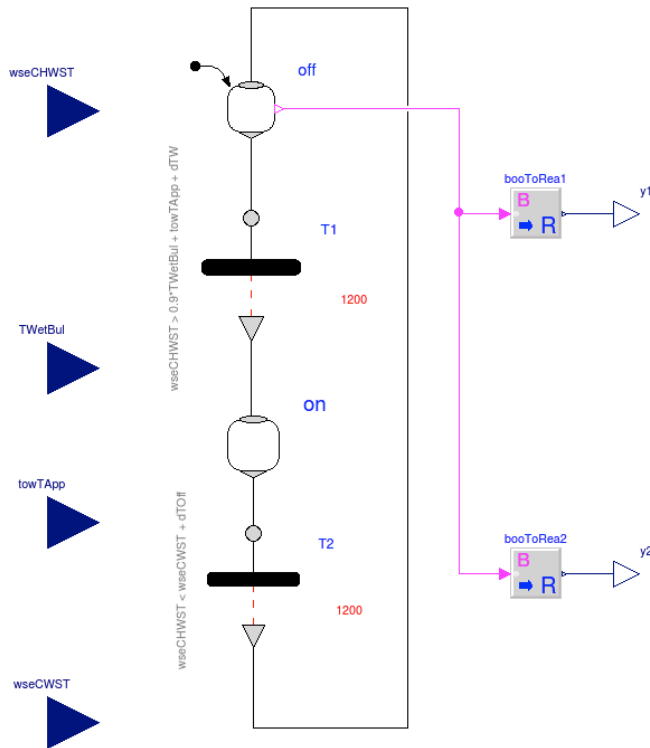 wseCHWST
off
booToRea1
y1
B
R
T1
wseCHWST > 0.9*TWetBul + towTApp + dTW
1200
TWetBul
on
towTApp
T2
booToRea2
y2
B
R
wseCHWST < wseCWST + dTOff
1200
wseCWST